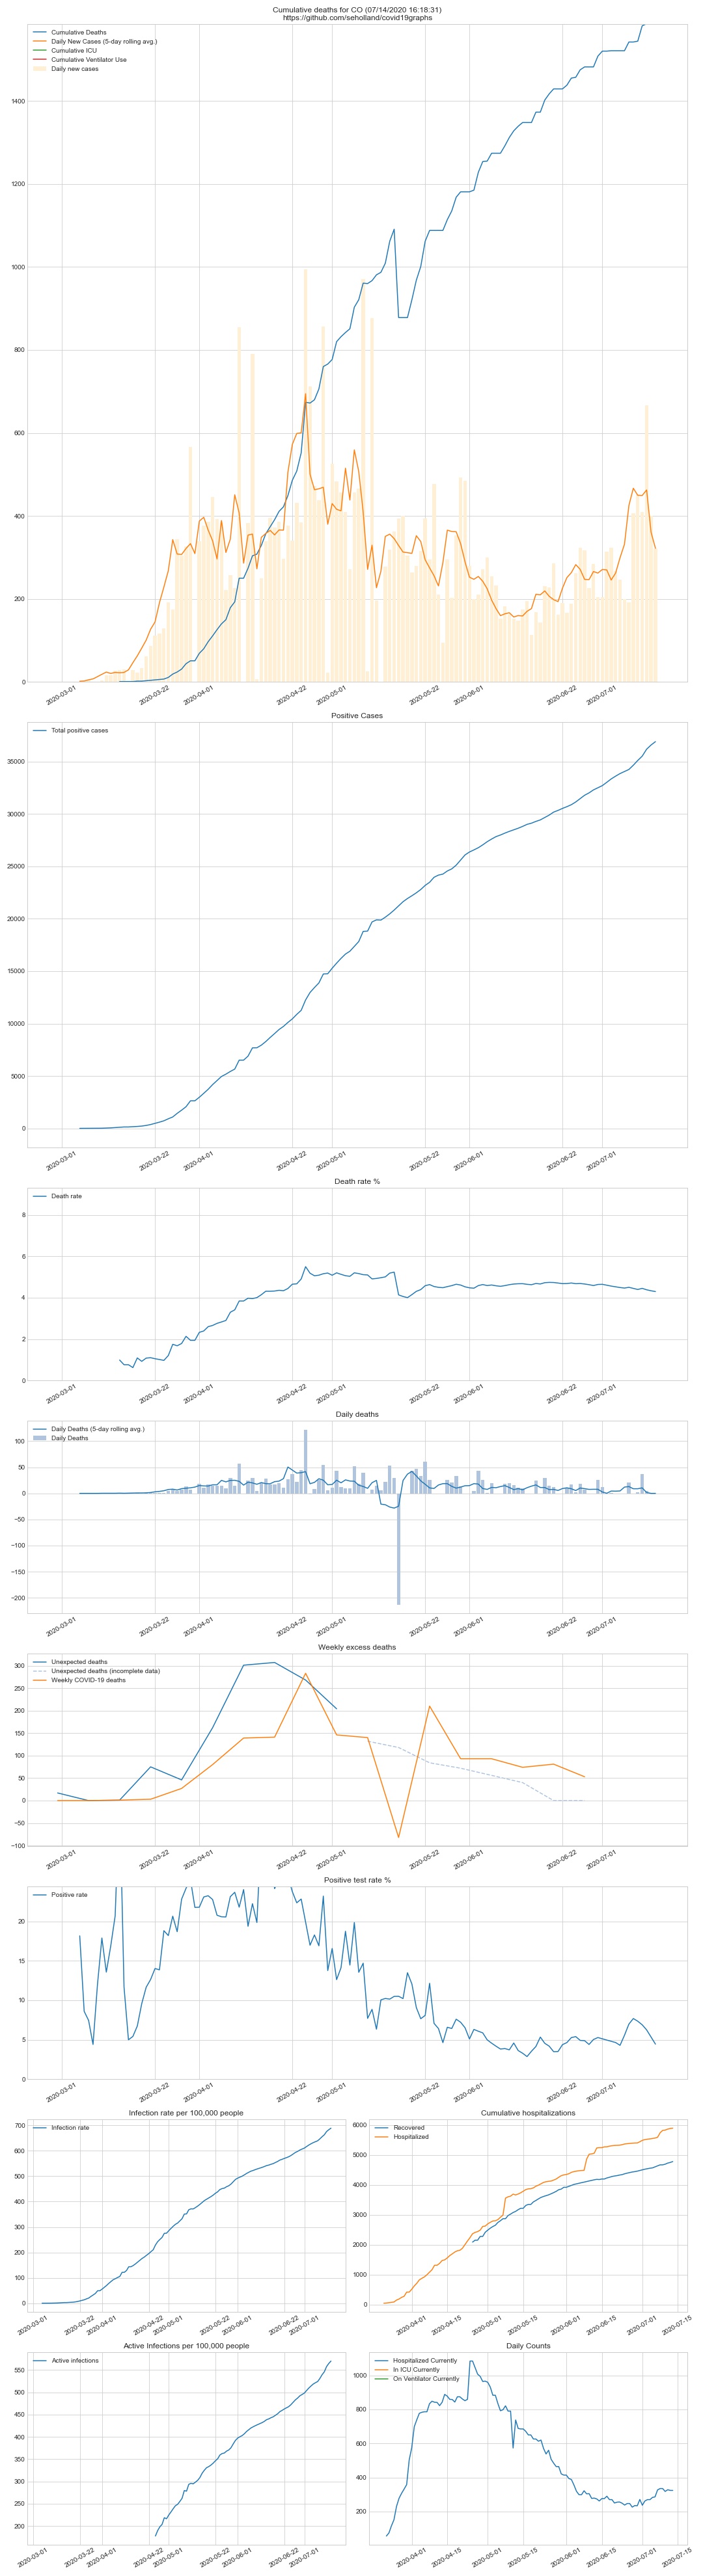 Cumulative deaths for CO (07/14/2020 16:18:31)
https://github.com/seholland/covid19graphs
Cumulative Deaths
Daily New Cases (5-day rolling avg.)
Cumulative ICU
Cumulative Ventilator Use
Daily new cases
1400
1200
1000
800
600
400
200
0
2020-03-01 2020-03-22 2020-04-01 2020-04-22 2020-05-01 2020-05-22 2020-06-01 2020-06-22 2020-07-01
Positive Cases
Total positive cases
35000
30000
25000
20000
15000
10000
5000
0
2020-03-01 2020-03-22 2020-04-01 2020-04-22 2020-05-01 2020-05-22 2020-06-01 2020-06-22 2020-07-01
Death rate %
Death rate
8
6
4
2
0
2020-03-01 2020-03-22 2020-04-01 2020-04-22 2020-05-01 2020-05-22 2020-06-01 2020-06-22 2020-07-01
Daily deaths
Daily Deaths (5-day rolling avg.)
Daily Deaths
100
50
0
−50
−100
−150
−200
2020-03-01 2020-03-22 2020-04-01 2020-04-22 2020-05-01 2020-05-22 2020-06-01 2020-06-22 2020-07-01
Weekly excess deaths
Unexpected deaths
Unexpected deaths (incomplete data)
Weekly COVID-19 deaths
300
250
200
150
100
50
0
−50
−100
2020-03-01 2020-03-22 2020-04-01 2020-04-22 2020-05-01 2020-05-22 2020-06-01 2020-06-22 2020-07-01
Positive test rate %
Positive rate
20
15
10
5
0
2020-03-01 2020-03-22 2020-04-01 2020-04-22 2020-05-01 2020-05-22 2020-06-01 2020-06-22 2020-07-01
Infection rate per 100,000 people
Infection rate
700
600
500
400
300
200
100
0
2020-03-01 2020-03-22 2020-04-01 2020-04-22 2020-05-01 2020-05-22 2020-06-01 2020-06-22 2020-07-01
Cumulative hospitalizations
Recovered
Hospitalized
6000
5000
4000
3000
2000
1000
0
2020-04-01 2020-04-15 2020-05-01 2020-05-15 2020-06-01 2020-06-15 2020-07-01 2020-07-15
Active Infections per 100,000 people
Active infections
550
500
450
400
350
300
250
200
2020-03-01 2020-03-22 2020-04-01 2020-04-22 2020-05-01 2020-05-22 2020-06-01 2020-06-22 2020-07-01
Daily Counts
Hospitalized Currently
In ICU Currently
On Ventilator Currently
1000
800
600
400
200
2020-04-01 2020-04-15 2020-05-01 2020-05-15 2020-06-01 2020-06-15 2020-07-01 2020-07-15